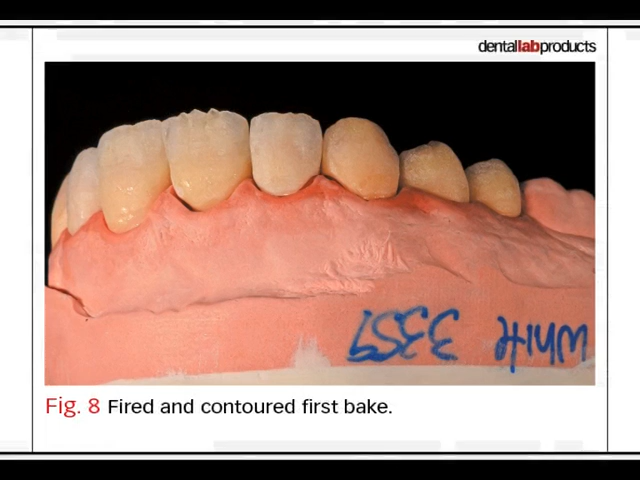 dentallabproducts
Fig. 8 Fired and contoured first bake.